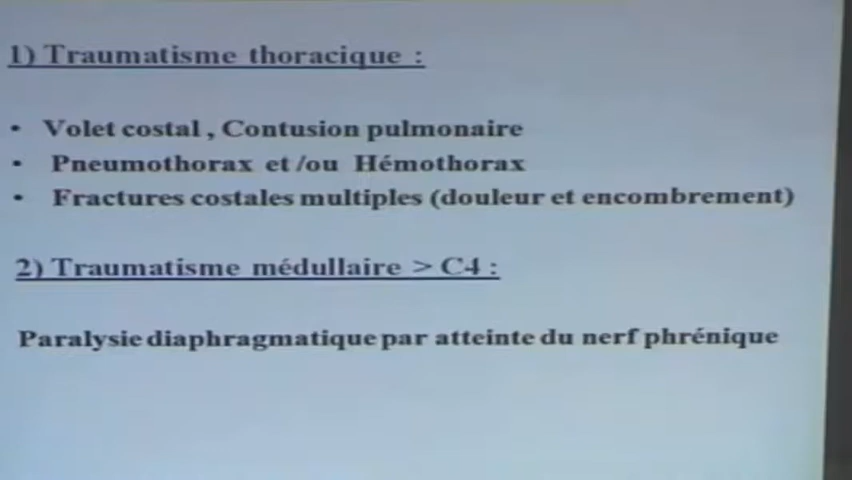 1) Traumatisme thoracique :
• Volet costal , Contusion pulmonaire
• Pneumothorax et /ou Hémothorax
• Fractures costales multiples (douleur et encombrement)
2) Traumatisme médullaire > C4 :
Paralysie diaphragmatique par atteinte du nerf phrénique